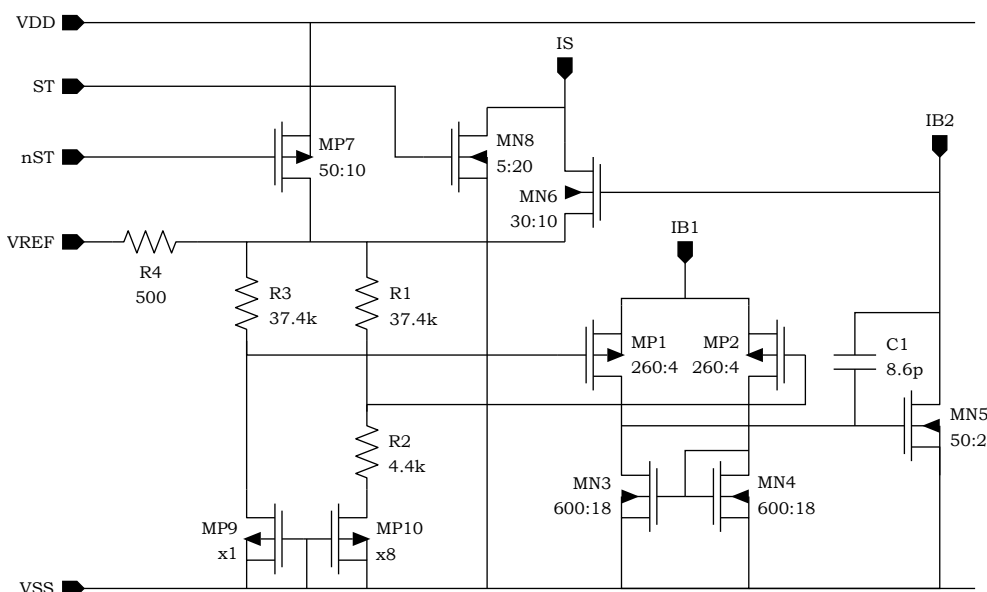 VDD
IS
ST
IB2
MP7
50:10
MN8
5:20
nST
MN6
30:10
IB1
VREF
R4
500
R3
37.4k
R1
37.4k
MP1
260:4
MP2
260:4
C1
8.6p
MN5
50:2
R2
4.4k
MN3
600:18
MN4
600:18
MP9
x1
MP10
x8
VSS